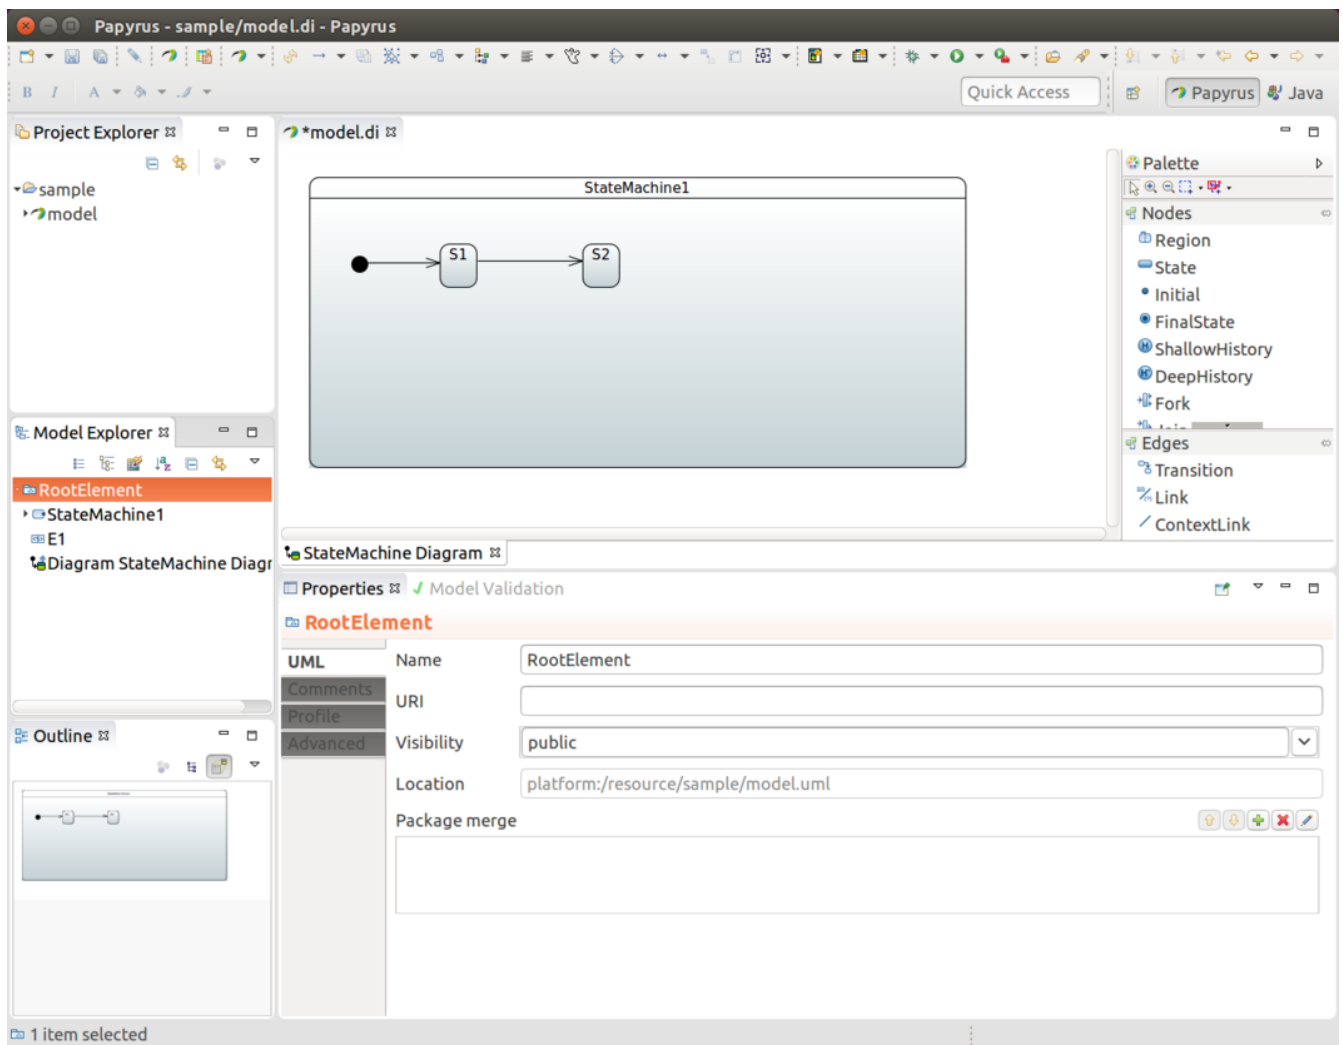 Papyrus - sample/model.di - Papyrus
B I A
Quick Access
Papyrus
Java
Project Explorer
sample
model
*model.di
StateMachine1
S1
S2
Palette
Nodes
Region
State
Initial
FinalState
ShallowHistory
DeepHistory
Fork
Edges
Transition
Link
ContextLink
Model Explorer
RootElement
StateMachine1
E1
Diagram StateMachine Diagr
StateMachine Diagram
Outline
Properties
Model Validation
RootElement
UML
Comments
Profile
Advanced
Name
RootElement
URI
Visibility
public
Location
platform:/resource/sample/model.uml
Package merge
1 item selected